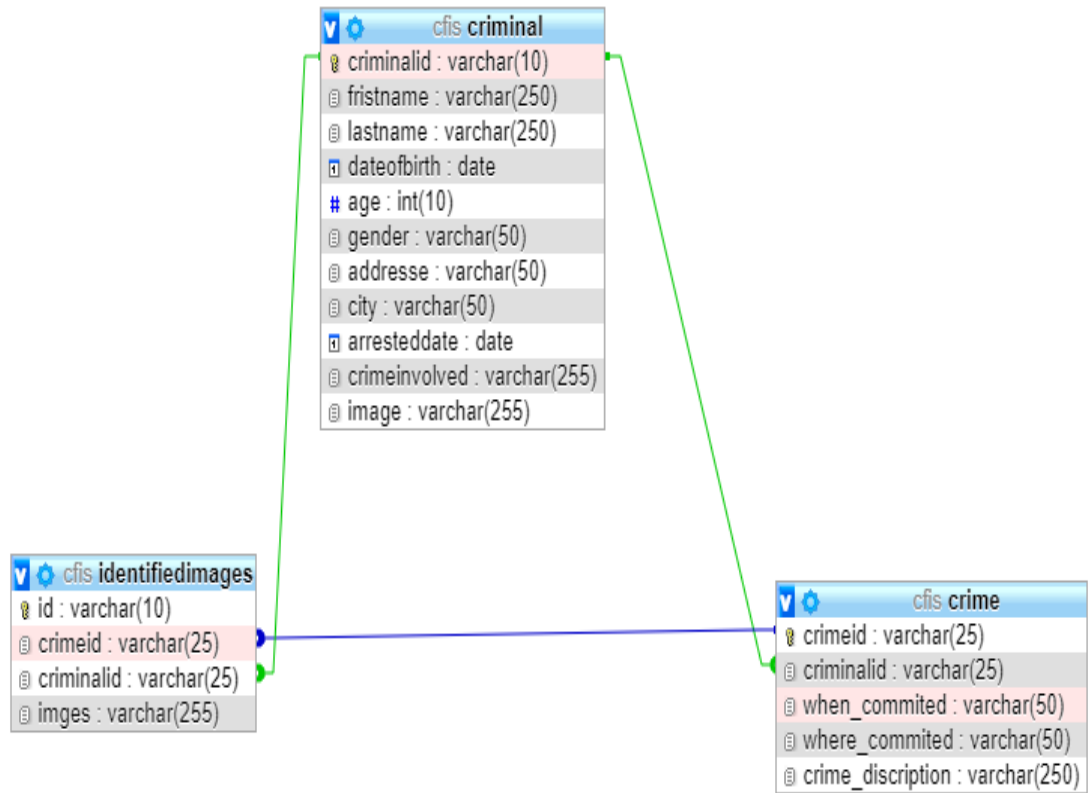 cfis criminal
criminalid : varchar(10)
fristname : varchar(250)
lastname : varchar(250)
dateofbirth : date
# age : int(10)
gender : varchar(50)
addresse : varchar(50)
city : varchar(50)
arresteddate : date
crimeinvolved : varchar(255)
image : varchar(255)
cfis identifiedimages
id : varchar(10)
crimeid : varchar(25)
criminalid : varchar(25)
imges : varchar(255)
cfis crime
crimeid : varchar(25)
criminalid : varchar(25)
when_commited : varchar(50)
where_commited : varchar(50)
crime_discription : varchar(250)